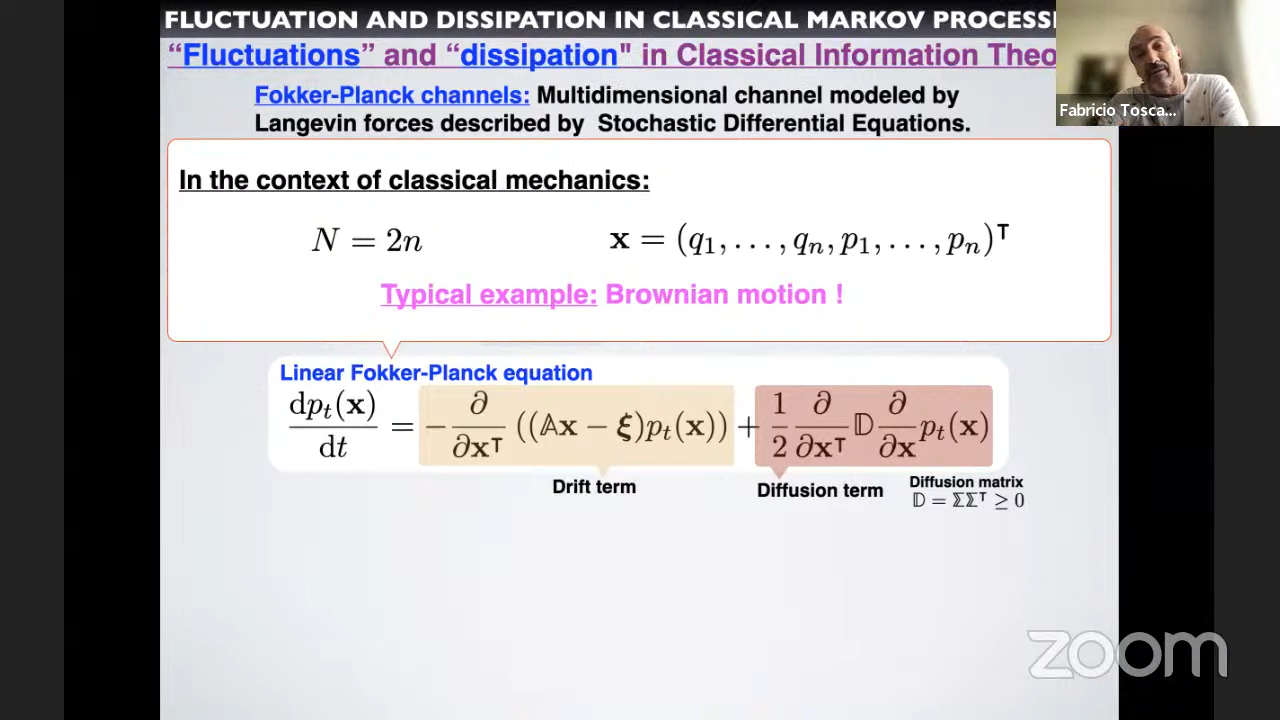 FLUCTUATION AND DISSIPATION IN CLASSICAL MARKOV PROCESS
“Fluctuations” and “dissipation" in Classical Information Theo
Fabricio Tosca...
Fokker-Planck channels: Multidimensional channel modeled by
Langevin forces described by Stochastic Differential Equations.
In the context of classical mechanics:
N = 2n
𝐱 = (q₁, . . . , qₙ, p₁, . . . , pₙ)ᵀ
Typical example: Brownian motion !
Linear Fokker-Planck equation
dpₜ(𝐱)/dt = −∂/∂𝐱ᵀ ((𝔸𝐱 − 𝝃)pₜ(𝐱)) + 1/2 ∂/∂𝐱ᵀ 𝔻 ∂/∂𝐱 pₜ(𝐱)
Drift term
Diffusion term
Diffusion matrix
𝔻 = ΣΣᵀ ≥ 0
zoom